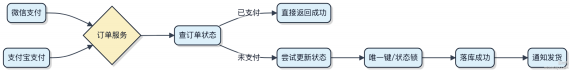 微信支付
支付宝支付
订单服务
查订单状态
已支付
直接返回成功
未支付
尝试更新状态
唯一键/状态锁
落库成功
通知发货